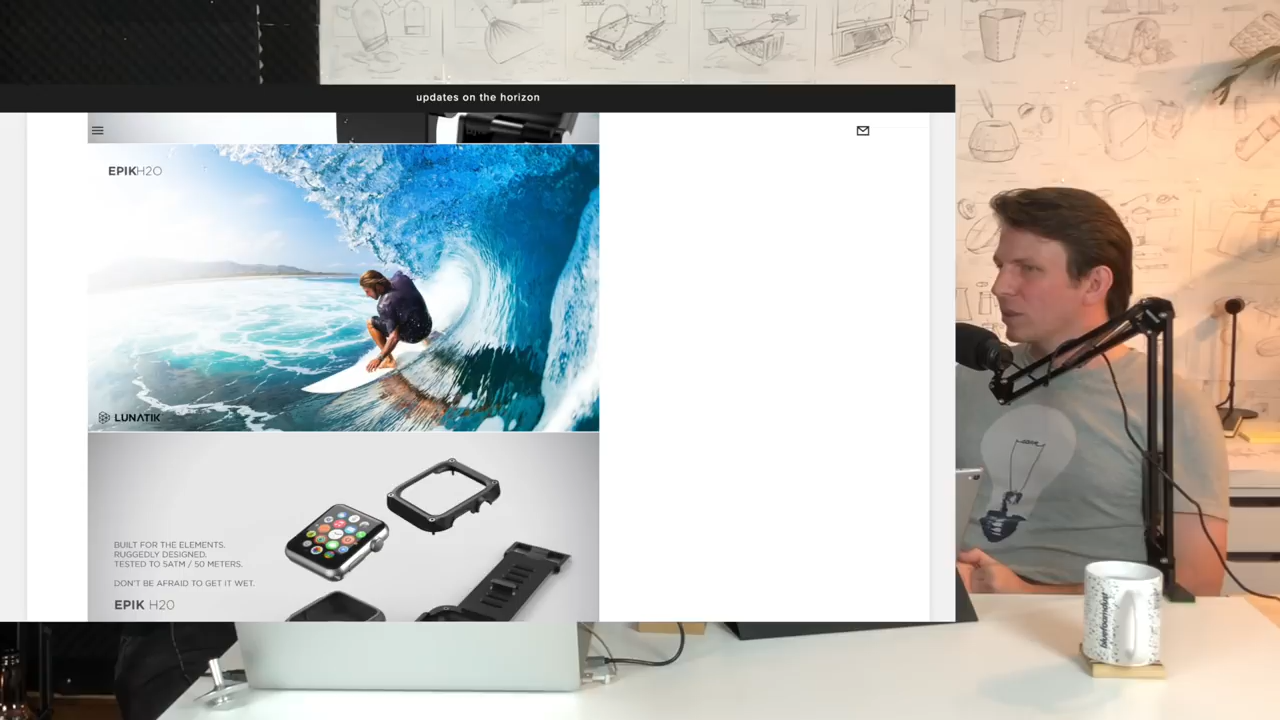 updates on the horizon
EPIKH2O
LUNATIK
BUILT FOR THE ELEMENTS.
RUGGEDLY DESIGNED.
TESTED TO 5ATM / 50 METERS.
DON'T BE AFRAID TO GET IT WET.
EPIK H2O